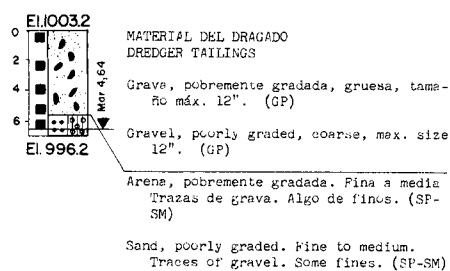 El.1003.2
0
2
4
6
Mar 4,64
El. 996.2
MATERIAL DEL DRAGADO
DREDGER TAILINGS
Grava, pobremente gradada, gruesa, tama-
ño máx. 12". (GP)
Gravel, poorly graded, coarse, max. size
12". (GP)
Arena, pobremente gradada. Fina a media
Trazas de grava. Algo de finos. (SP-
SM)
Sand, poorly graded. Fine to medium.
Traces of gravel. Some fines. (SP-SM)